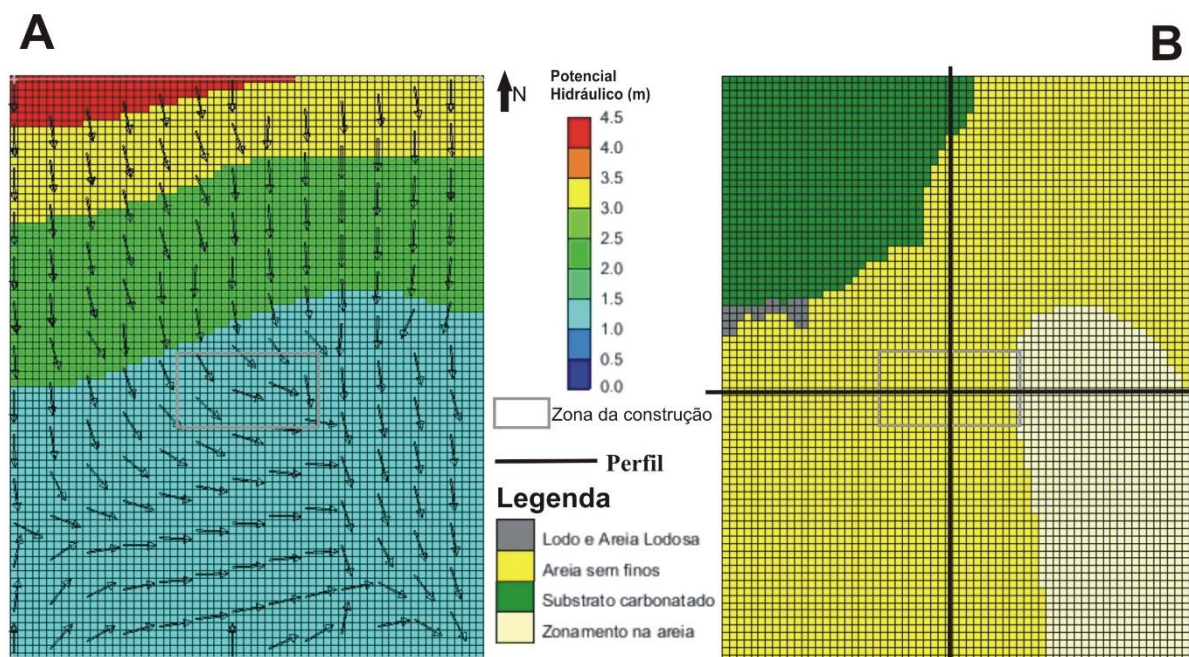 A
B
N
Potencial
Hidráulico (m)
4.5
4.0
3.5
3.0
2.5
2.0
1.5
1.0
0.5
0.0
Zona da construção
Perfil
Legenda
Lodo e Areia Lodosa
Areia sem finos
Substrato carbonatado
Zonamento na areia